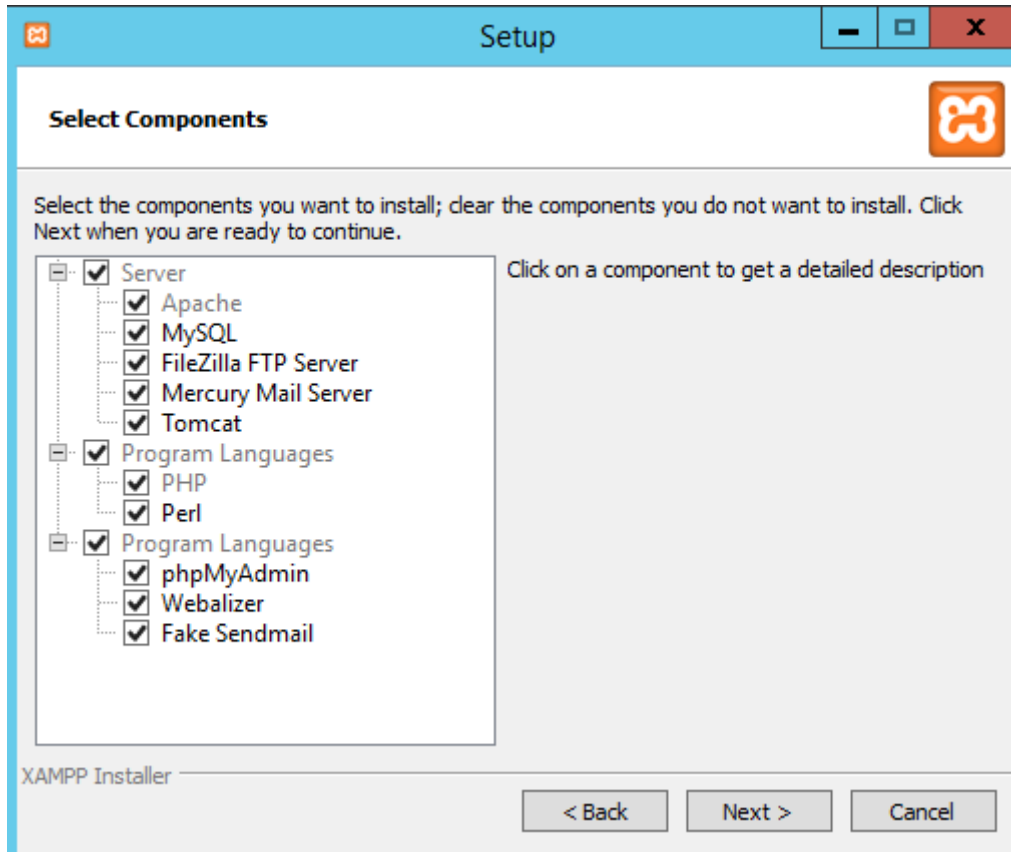 Setup
Select Components
Select the components you want to install; clear the components you do not want to install. Click
Next when you are ready to continue.
Server
Apache
MySQL
FileZilla FTP Server
Mercury Mail Server
Tomcat
Program Languages
PHP
Perl
Program Languages
phpMyAdmin
Webalizer
Fake Sendmail
Click on a component to get a detailed description
XAMPP Installer
< Back
Next >
Cancel